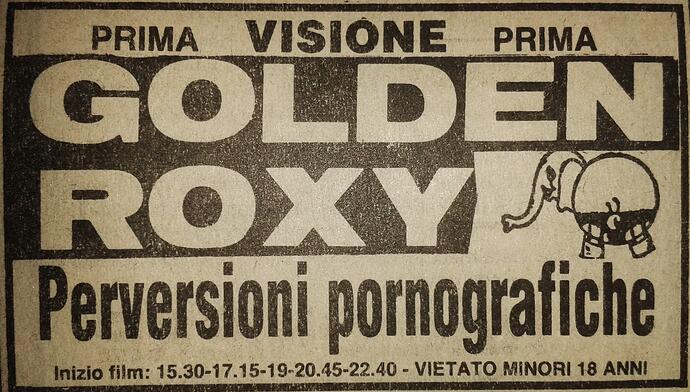 PRIMA VISIONE PRIMA
GOLDEN
ROXY
Perversioni pornografiche
Inizio film: 15.30-17.15-19-20.45-22.40 - VIETATO MINORI 18 ANNI